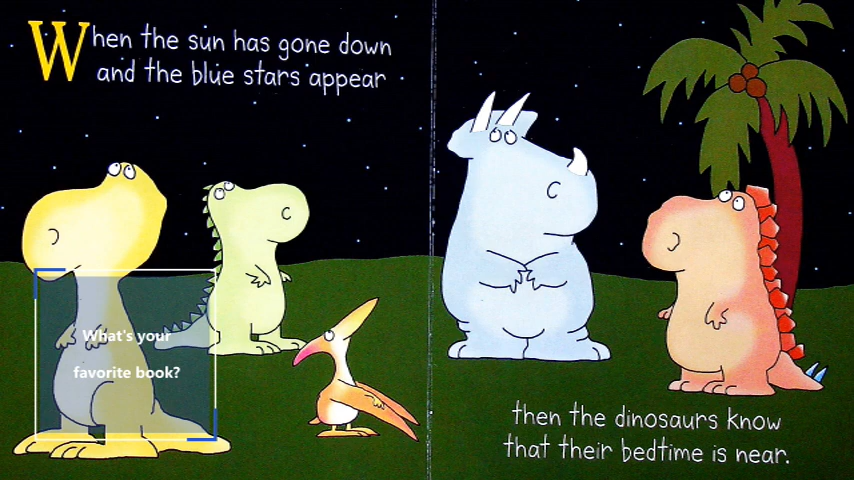 When the sun has gone down
and the blue stars appear
What's your
favorite book?
then the dinosaurs know
that their bedtime is near.